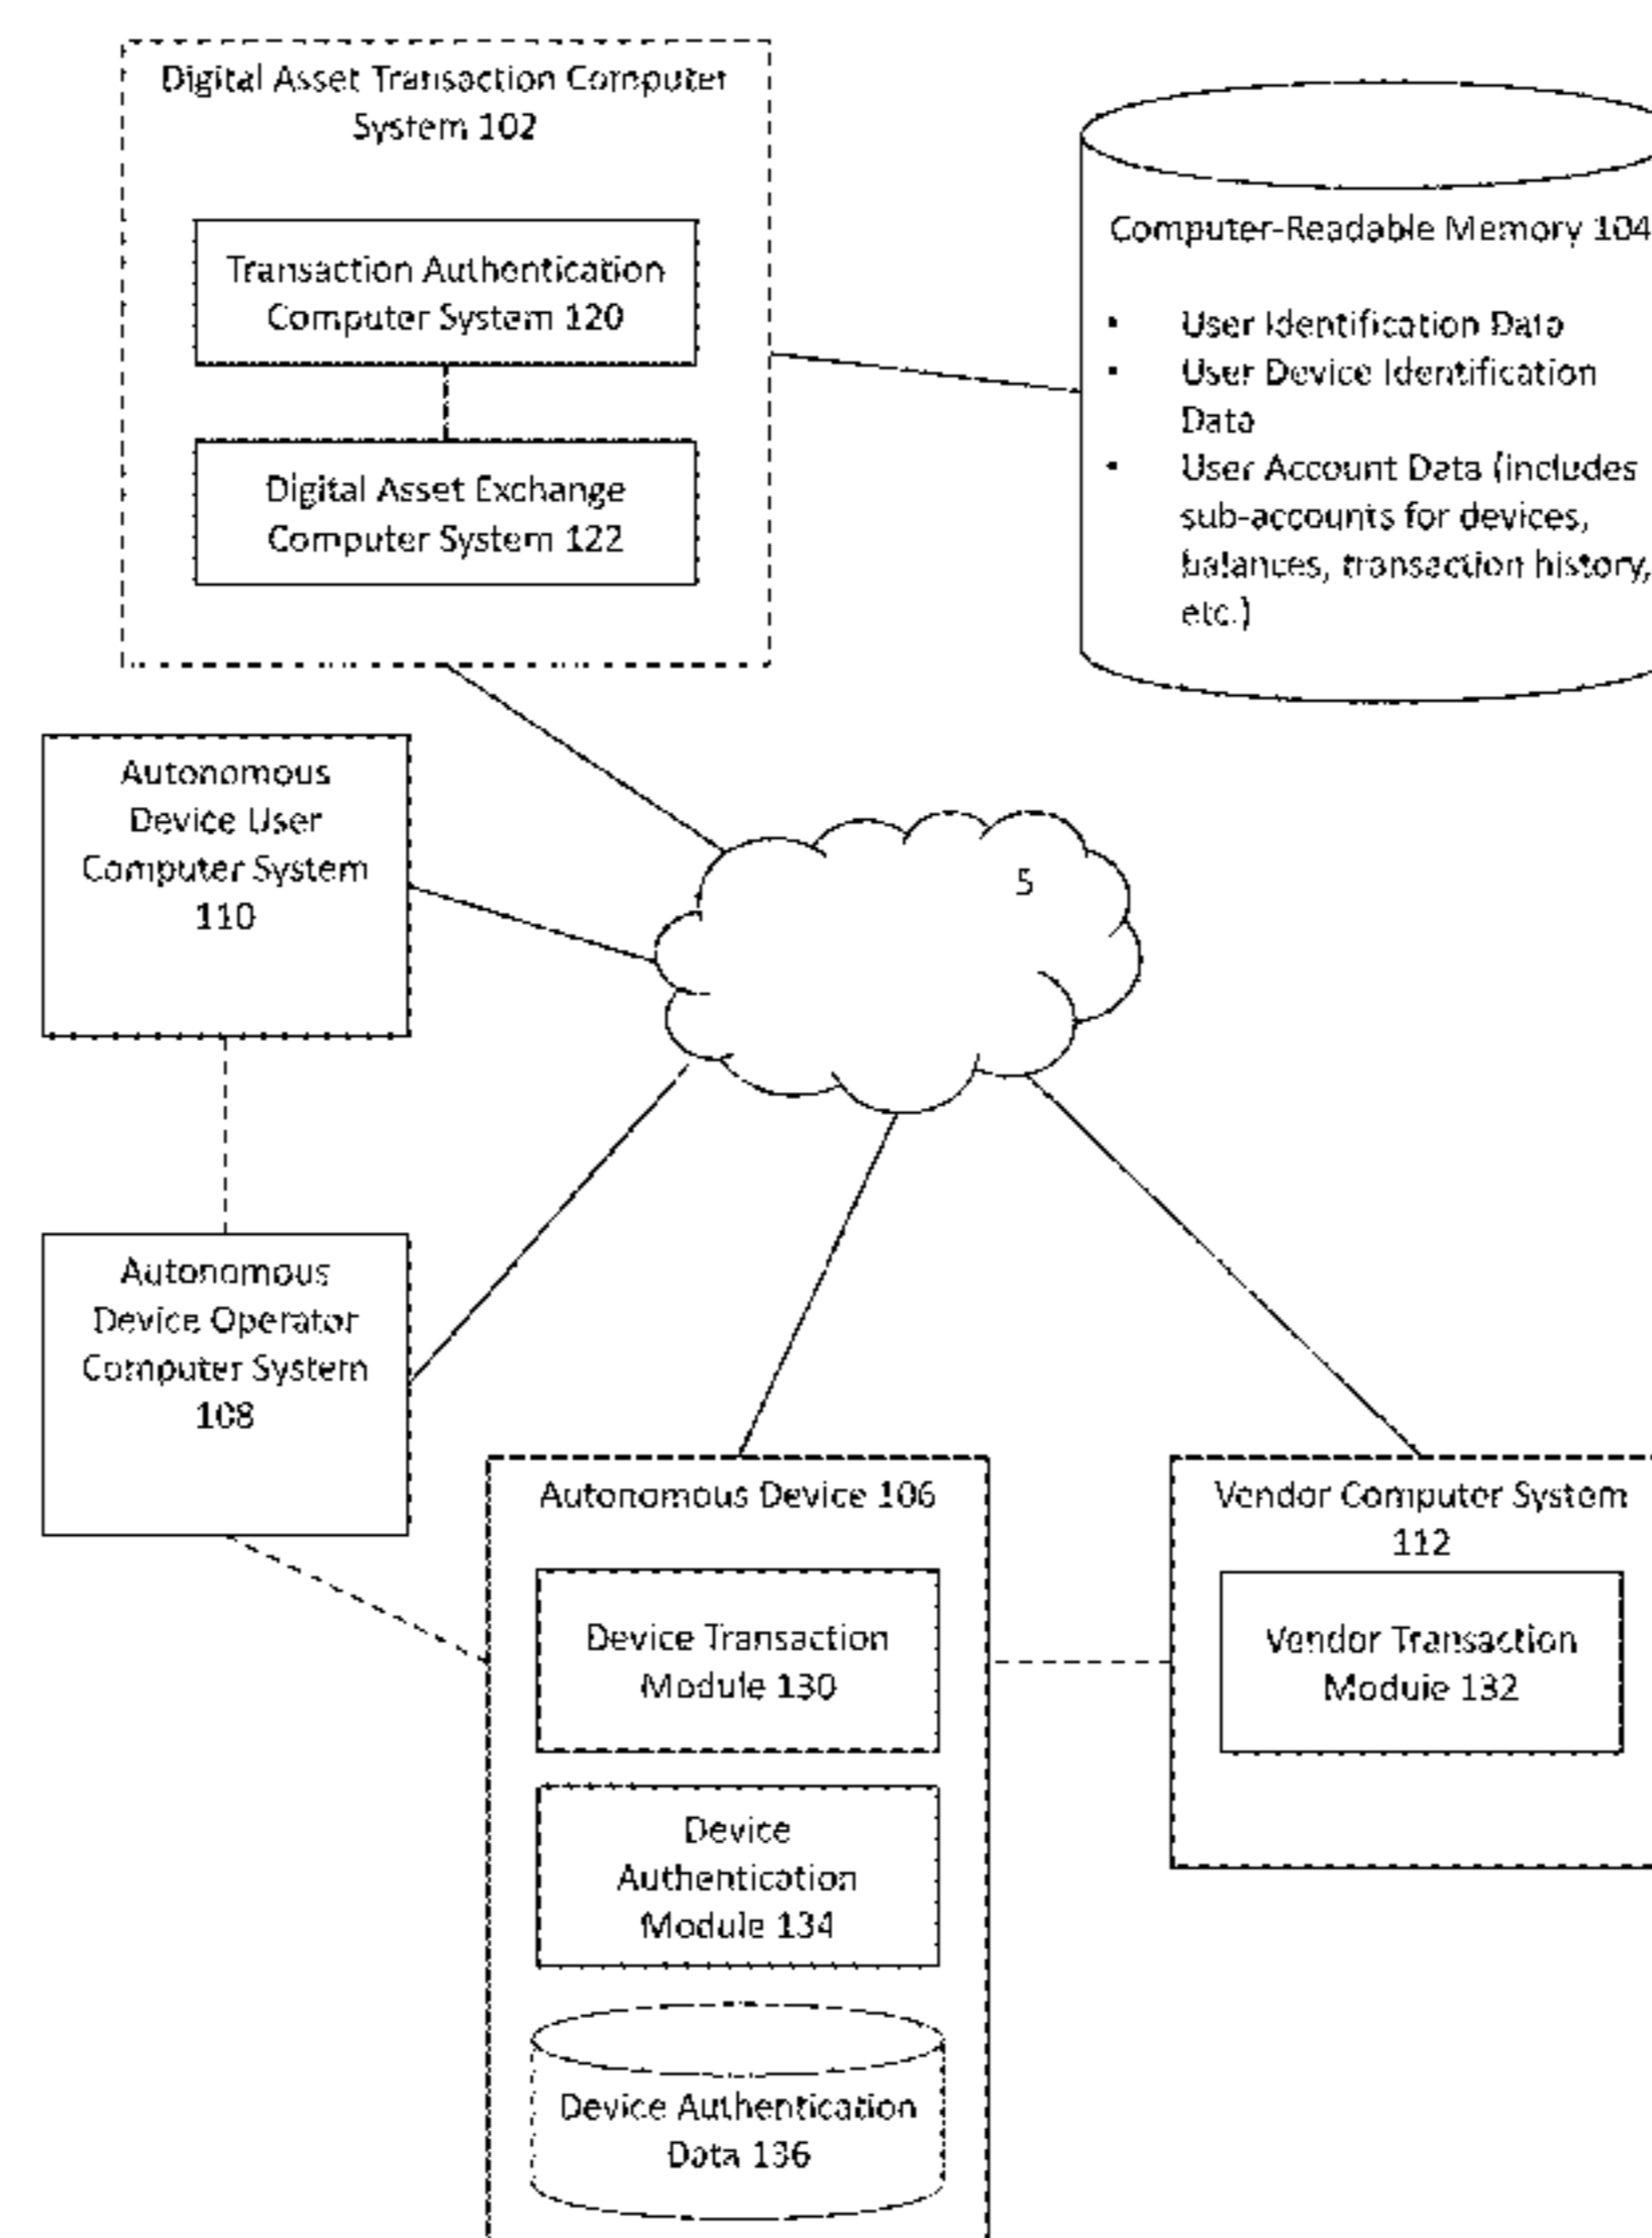 Digital Asset Transaction Computer
System 102
Transaction Authentication
Computer System 120
Digital Asset Exchange
Computer System 122
Computer-Readable Memory 104
• User Identification Data
• User Device Identification
Data
• User Account Data (includes
sub-accounts for devices,
balances, transaction history,
etc.)
Autonomous
Device User
Computer System
110
5
Autonomous
Device Operator
Computer System
108
Autonomous Device 106
Device Transaction
Module 130
Device
Authentication
Module 134
Device Authentication
Data 136
Vendor Computer System
112
Vendor Transaction
Module 132